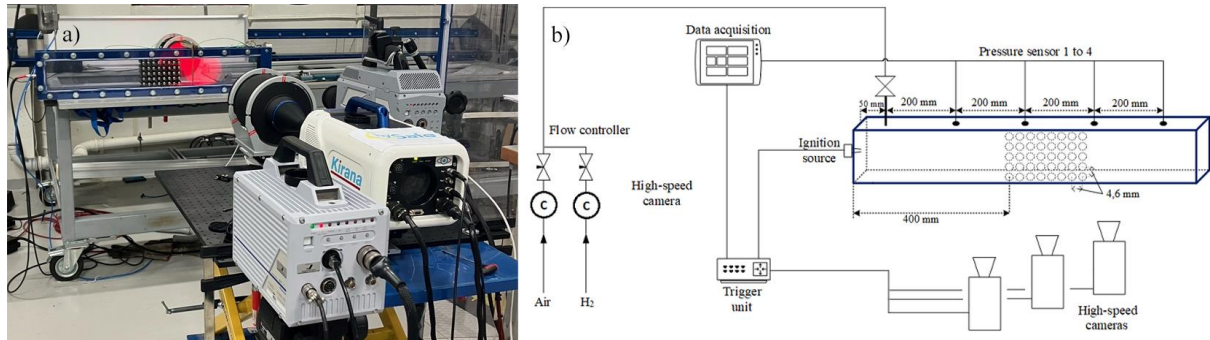 a)
Kirana
b)
Data acquisition
Pressure sensor 1 to 4
50 mm
200 mm
200 mm
200 mm
200 mm
Flow controller
Ignition
source
High-speed
camera
C
C
4,6 mm
400 mm
Air
H₂
Trigger
unit
High-speed
cameras